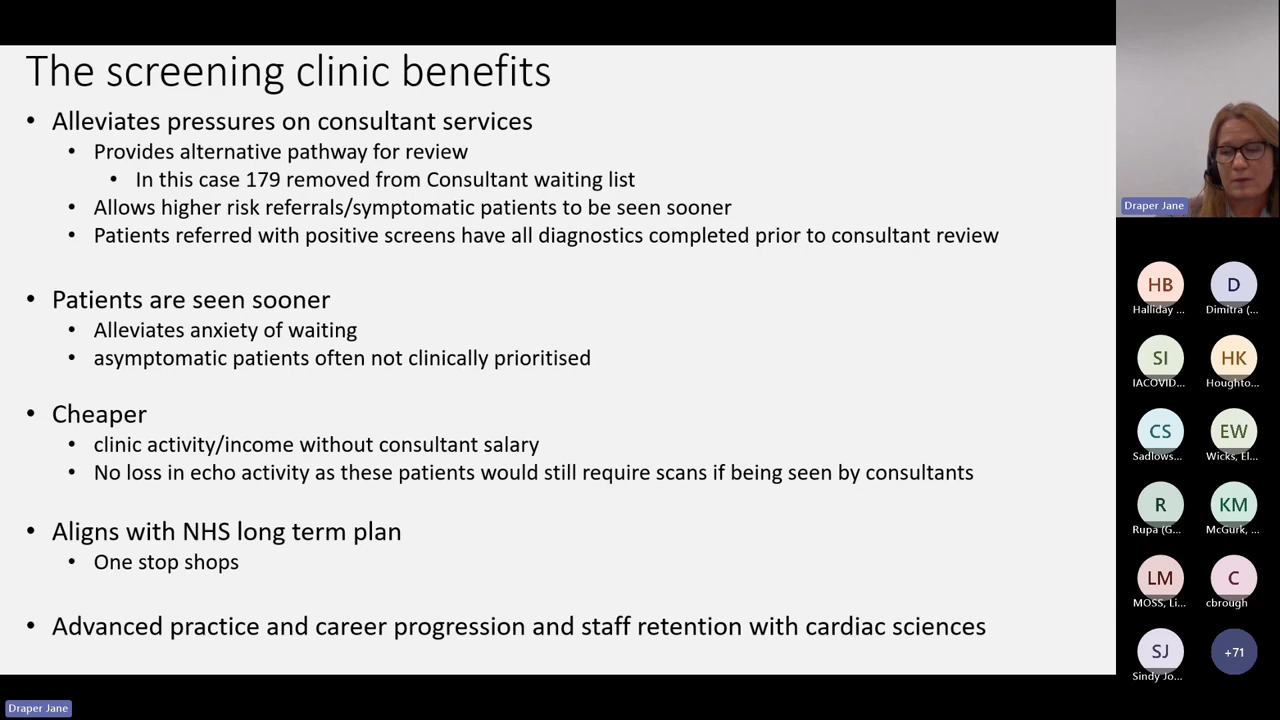 The screening clinic benefits
• Alleviates pressures on consultant services
• Provides alternative pathway for review
• In this case 179 removed from Consultant waiting list
• Allows higher risk referrals/symptomatic patients to be seen sooner
• Patients referred with positive screens have all diagnostics completed prior to consultant review
• Patients are seen sooner
• Alleviates anxiety of waiting
• asymptomatic patients often not clinically prioritised
• Cheaper
• clinic activity/income without consultant salary
• No loss in echo activity as these patients would still require scans if being seen by consultants
• Aligns with NHS long term plan
• One stop shops
• Advanced practice and career progression and staff retention with cardiac sciences
Draper Jane
HB
Halliday ...
D
Dimitra (...
SI
IACOVID...
HK
Houghto...
CS
Sadlows...
EW
Wicks, El...
R
Rupa (G...
KM
McGurk, ...
LM
MOSS, Li...
C
cbrough
SJ
Sindy Jo...
+71
Draper Jane